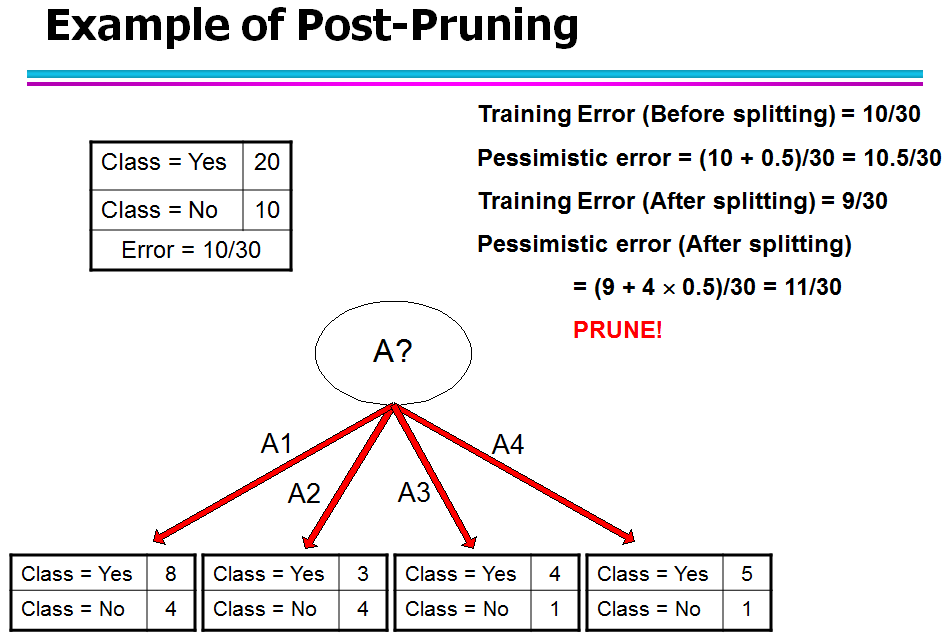 Example of Post-Pruning
Training Error (Before splitting) = 10/30
Pessimistic error = (10 + 0.5)/30 = 10.5/30
Training Error (After splitting) = 9/30
Pessimistic error (After splitting)
= (9 + 4 × 0.5)/30 = 11/30
PRUNE!
Class = Yes 20
Class = No 10
Error = 10/30
A?
A1
A2
A3
A4
Class = Yes 8
Class = No 4
Class = Yes 3
Class = No 4
Class = Yes 4
Class = No 1
Class = Yes 5
Class = No 1